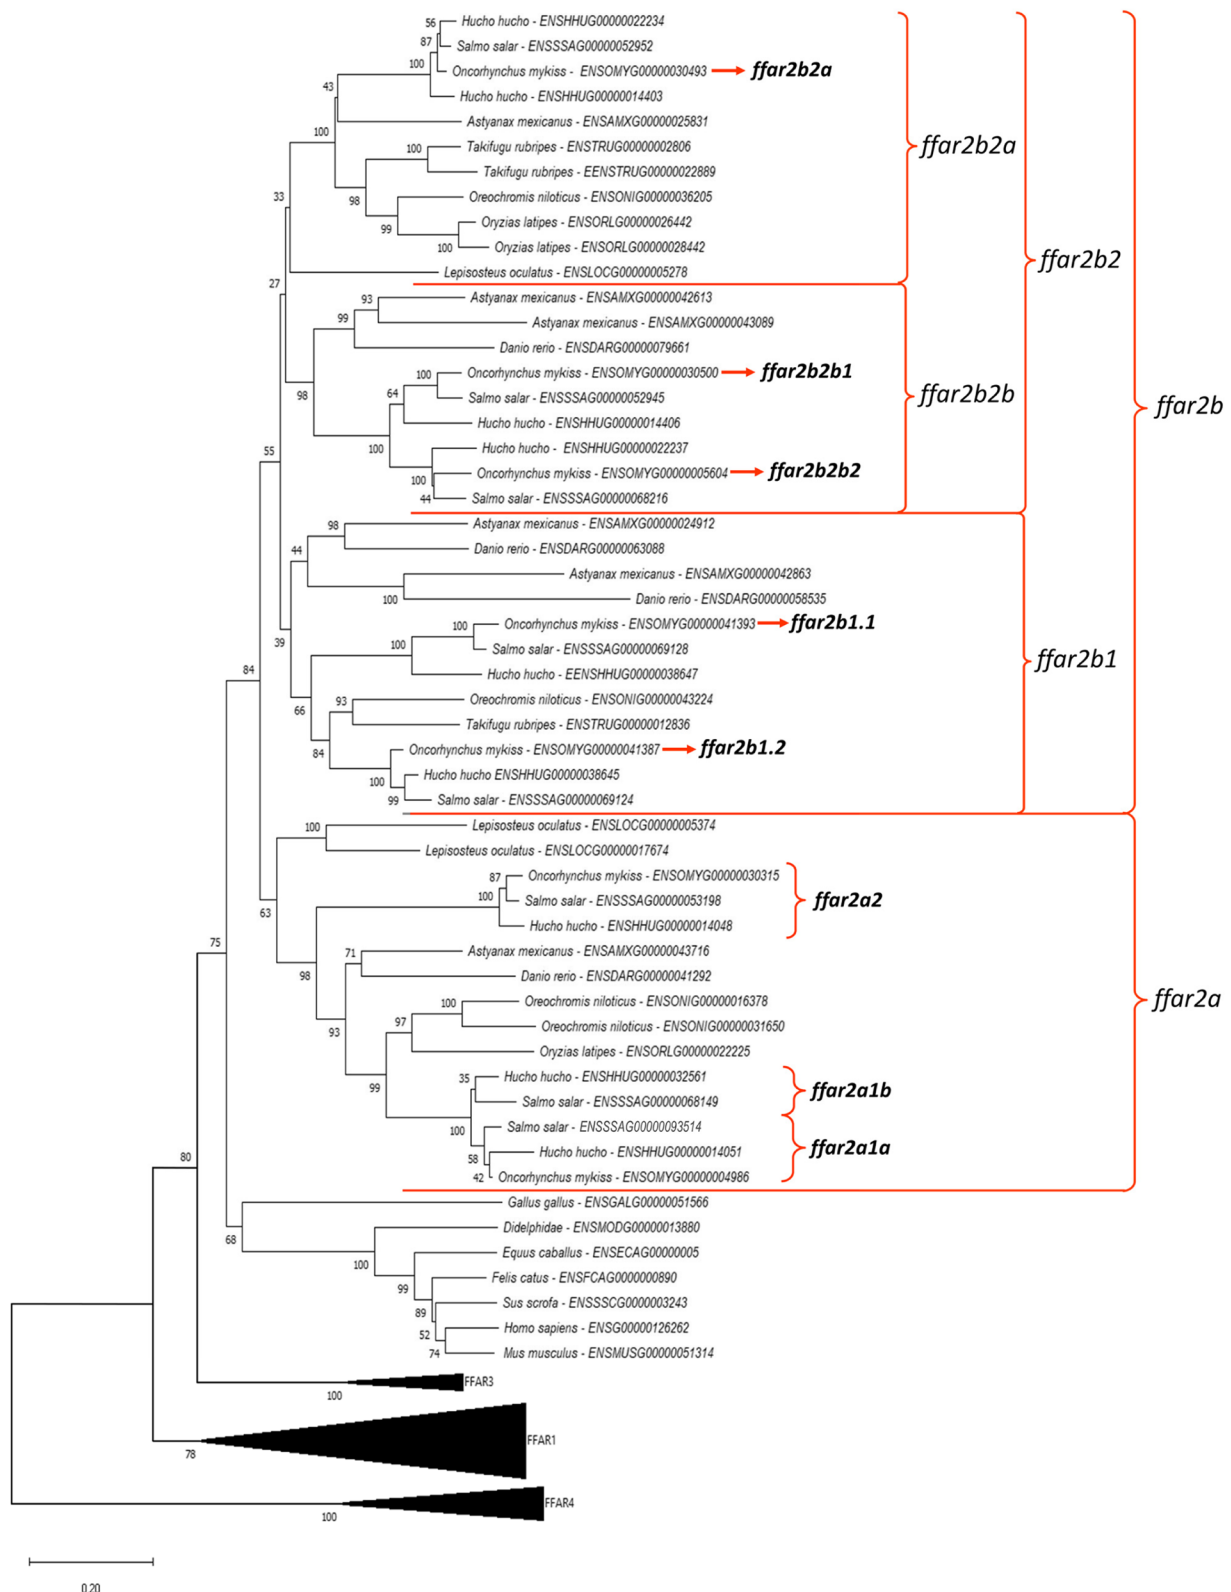 56
Hucho hucho - ENSHHUG00000022234
87
Salmo salar - ENSSSAG00000052952
100
Oncorhynchus mykiss - ENSOMYG00000030493 ffar2b2a
Hucho hucho - ENSHHUG00000014403
43
Astyanax mexicanus - ENSAMXG00000025831
100
Takifugu rubripes - ENSTRUG00000002806
100
Takifugu rubripes - EENSTRUG00000022889
ffar2b2a
98
Oreochromis niloticus - ENSONIG00000036205
33
Oryzias latipes - ENSORLG00000026442
99
Oryzias latipes - ENSORLG00000028442
100
ffar2b2
Lepisosteus oculatus - ENSLOCG00000005278
27
Astyanax mexicanus - ENSAMXG00000042613
93
99
Astyanax mexicanus - ENSAMXG00000043089
Danio rerio - ENSDARG00000079661
98
Oncorhynchus mykiss - ENSOMYG00000030500 ffar2b2b1
100
64
Salmo salar - ENSSSAG00000052945
ffar2b2b
ffar2b
Hucho hucho - ENSHHUG00000014406
100
Hucho hucho - ENSHHUG00000022237
55
Oncorhynchus mykiss - ENSOMYG00000005604 ffar2b2b2
100
44
Salmo salar - ENSSSAG00000068216
98
Astyanax mexicanus - ENSAMXG00000024912
44
Danio rerio - ENSDARG00000063088
Astyanax mexicanus - ENSAMXG00000042863
100
Danio rerio - ENSDARG00000058535
39
Oncorhynchus mykiss - ENSOMYG00000041393 ffar2b1.1
100
100
Salmo salar - ENSSSAG00000069128
ffar2b1
84
Hucho hucho - EENSHHUG00000038647
66
93
Oreochromis niloticus - ENSONIG00000043224
Takifugu rubripes - ENSTRUG00000012836
84
Oncorhynchus mykiss - ENSOMYG00000041387 ffar2b1.2
100
Hucho hucho ENSHHUG00000038645
99
Salmo salar - ENSSSAG00000069124
100
Lepisosteus oculatus - ENSLOCG00000005374
Lepisosteus oculatus - ENSLOCG00000017674
63
87
Oncorhynchus mykiss - ENSOMYG00000030315
100
Salmo salar - ENSSSAG00000053198
ffar2a2
Hucho hucho - ENSHHUG00000014048
75
98
71
Astyanax mexicanus - ENSAMXG00000043716
Danio rerio - ENSDARG00000041292
93
100
Oreochromis niloticus - ENSONIG00000016378
ffar2a
97
Oreochromis niloticus - ENSONIG00000031650
Oryzias latipes - ENSORLG00000022225
99
35
Hucho hucho - ENSHHUG00000032561
ffar2a1b
Salmo salar - ENSSSAG00000068149
100
Salmo salar - ENSSSAG00000093514
58
Hucho hucho - ENSHHUG00000014051
ffar2a1a
42
Oncorhynchus mykiss - ENSOMYG00000004986
80
Gallus gallus - ENSGALG00000051566
68
Didelphidae - ENSMODG00000013880
100
Equus caballus - ENSECAG00000005
99
Felis catus - ENSFCAG0000000890
89
Sus scrofa - ENSSSCG0000003243
52
Homo sapiens - ENSG00000126262
74
Mus musculus - ENSMUSG00000051314
100
FFAR3
78
FFAR1
100
FFAR4
0.20